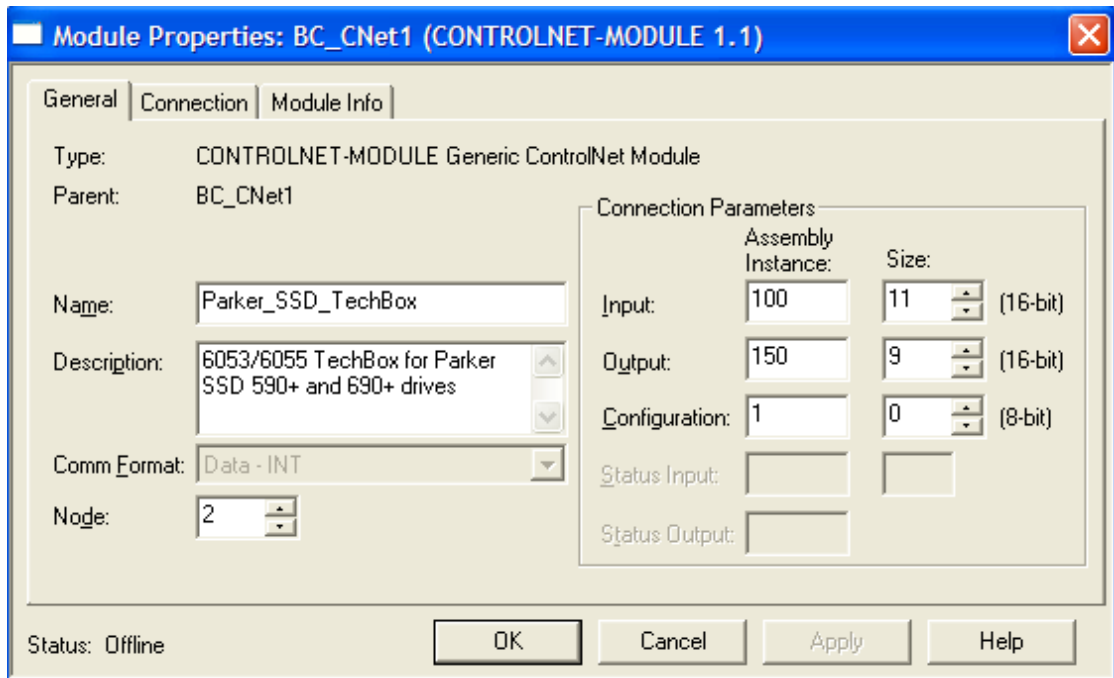 Module Properties: BC_CNet1 (CONTROLNET-MODULE 1.1)
General Connection Module Info
Type: CONTROLNET-MODULE Generic ControlNet Module
Parent: BC_CNet1
Connection Parameters
Assembly
Instance: Size:
Name: Parker_SSD_TechBox
Input: 100 11 (16-bit)
Description: 6053/6055 TechBox for Parker
SSD 590+ and 690+ drives
Output: 150 9 (16-bit)
Configuration: 1 0 (8-bit)
Comm Format: Data - INT
Status Input:
Node: 2
Status Output:
Status: Offline
OK Cancel Apply Help